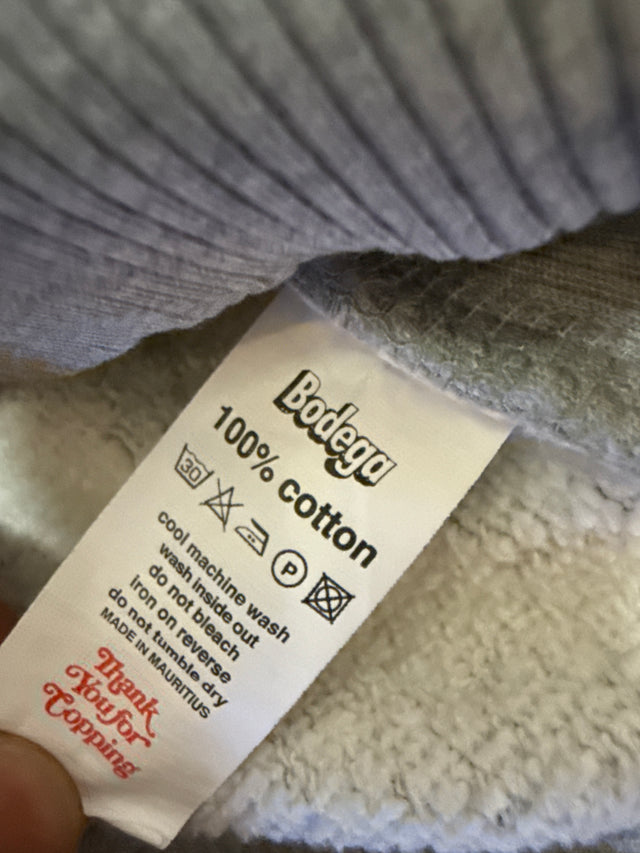 Bodega
100% cotton
30
P
cool machine wash
wash inside out
do not bleach
iron on reverse
do not tumble dry
MADE IN MAURITIUS
Thank
You for
Copping